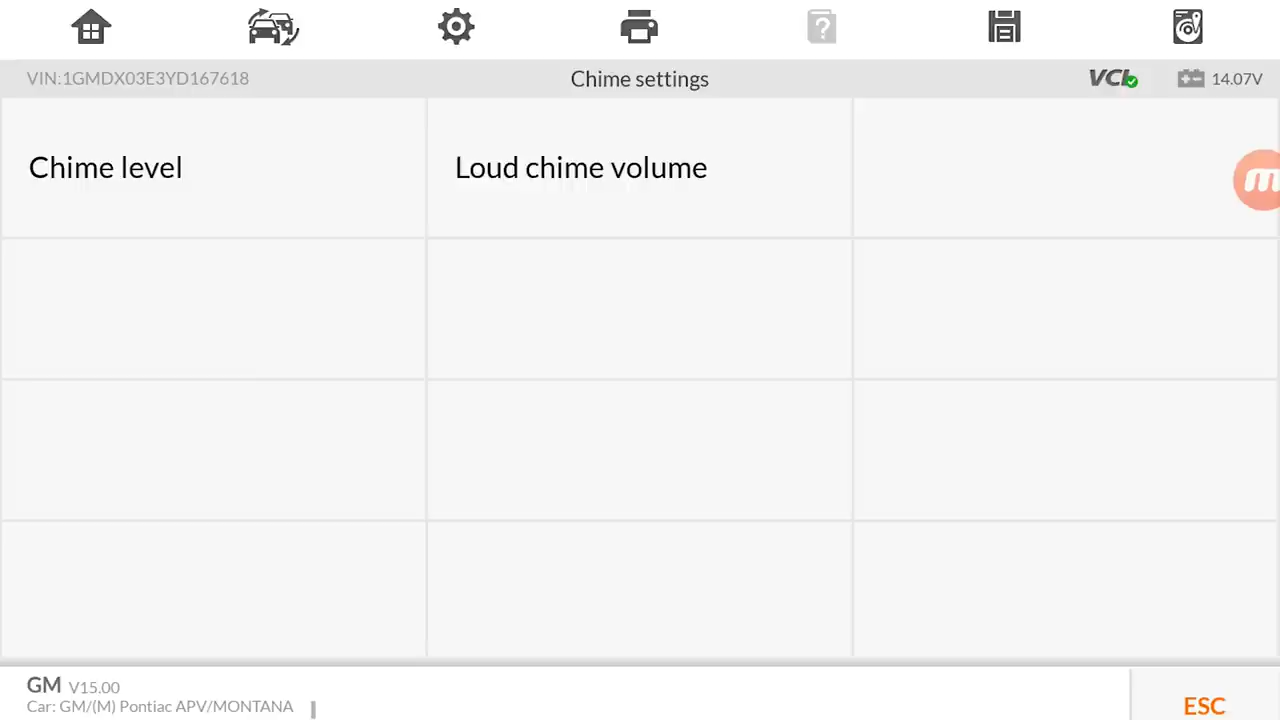 VIN:1GMDX03E3YD167618
Chime settings
VCI
14.07V
Chime level
Loud chime volume
m
GM V15.00
Car: GM/(M) Pontiac APV/MONTANA
ESC